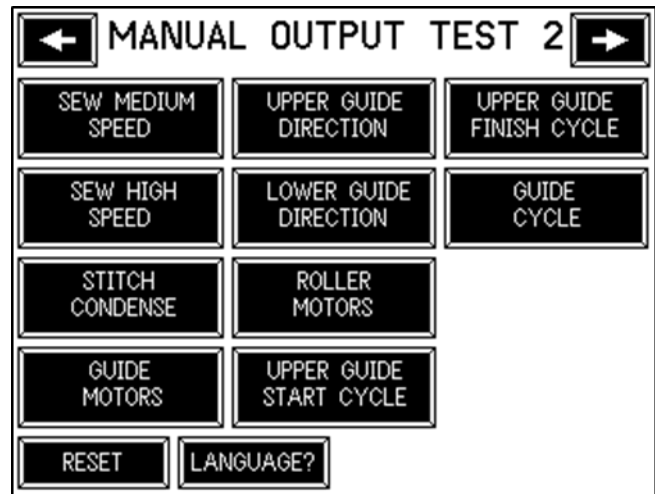 MANUAL OUTPUT TEST 2
SEW MEDIUM
SPEED
UPPER GUIDE
DIRECTION
UPPER GUIDE
FINISH CYCLE
SEW HIGH
SPEED
LOWER GUIDE
DIRECTION
GUIDE
CYCLE
STITCH
CONDENSE
ROLLER
MOTORS
GUIDE
MOTORS
UPPER GUIDE
START CYCLE
RESET
LANGUAGE?